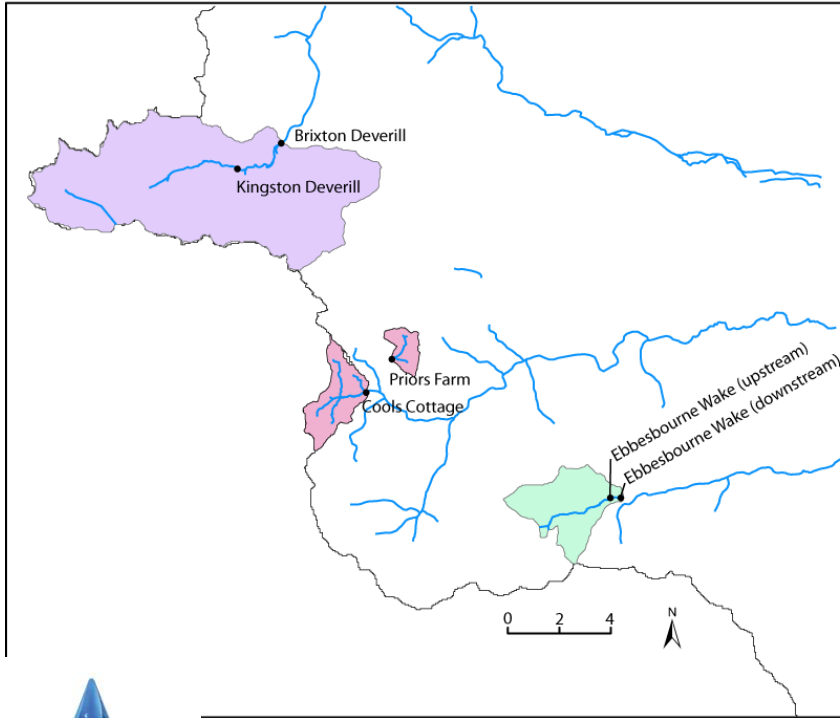 Brixton Deverill
Kingston Deverill
Priors Farm
Cools Cottage
Ebbesbourne Wake (upstream)
Ebbesbourne Wake (downstream)
0 2 4
N